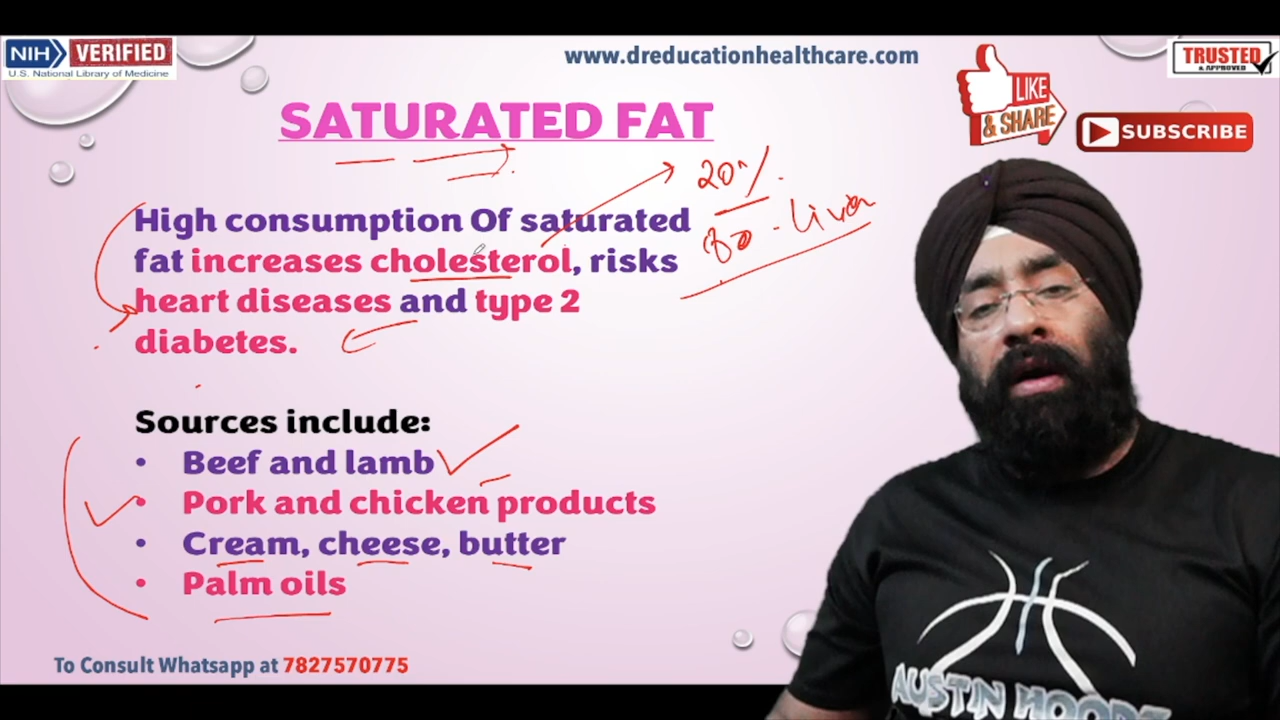 NIH VERIFIED
U.S. National Library of Medicine
www.dreducationhealthcare.com
TRUSTED
& APPROVED
LIKE
& SHARE
SUBSCRIBE
SATURATED FAT
20%
80 - Liver
High consumption Of saturated
fat increases cholesterol, risks
heart diseases and type 2
diabetes.
Sources include:
• Beef and lamb
• Pork and chicken products
• Cream, cheese, butter
• Palm oils
To Consult Whatsapp at 7827570775
AUSTIN